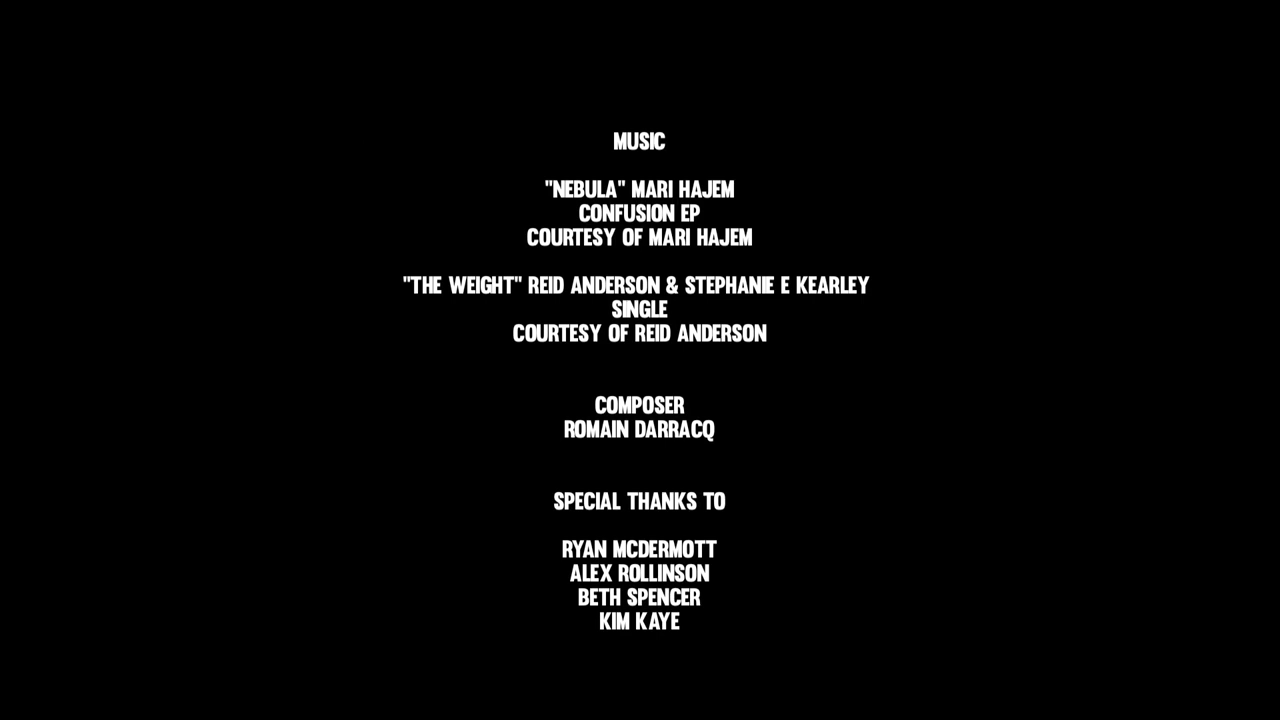 MUSIC
"NEBULA" MARI HAJEM
CONFUSION EP
COURTESY OF MARI HAJEM
"THE WEIGHT" REID ANDERSON & STEPHANIE E KEARLEY
SINGLE
COURTESY OF REID ANDERSON
COMPOSER
ROMAIN DARRACQ
SPECIAL THANKS TO
RYAN MCDERMOTT
ALEX ROLLINSON
BETH SPENCER
KIM KAYE